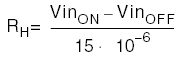 R_H = (Vin_ON − Vin_OFF) / (15 · 10^−6)